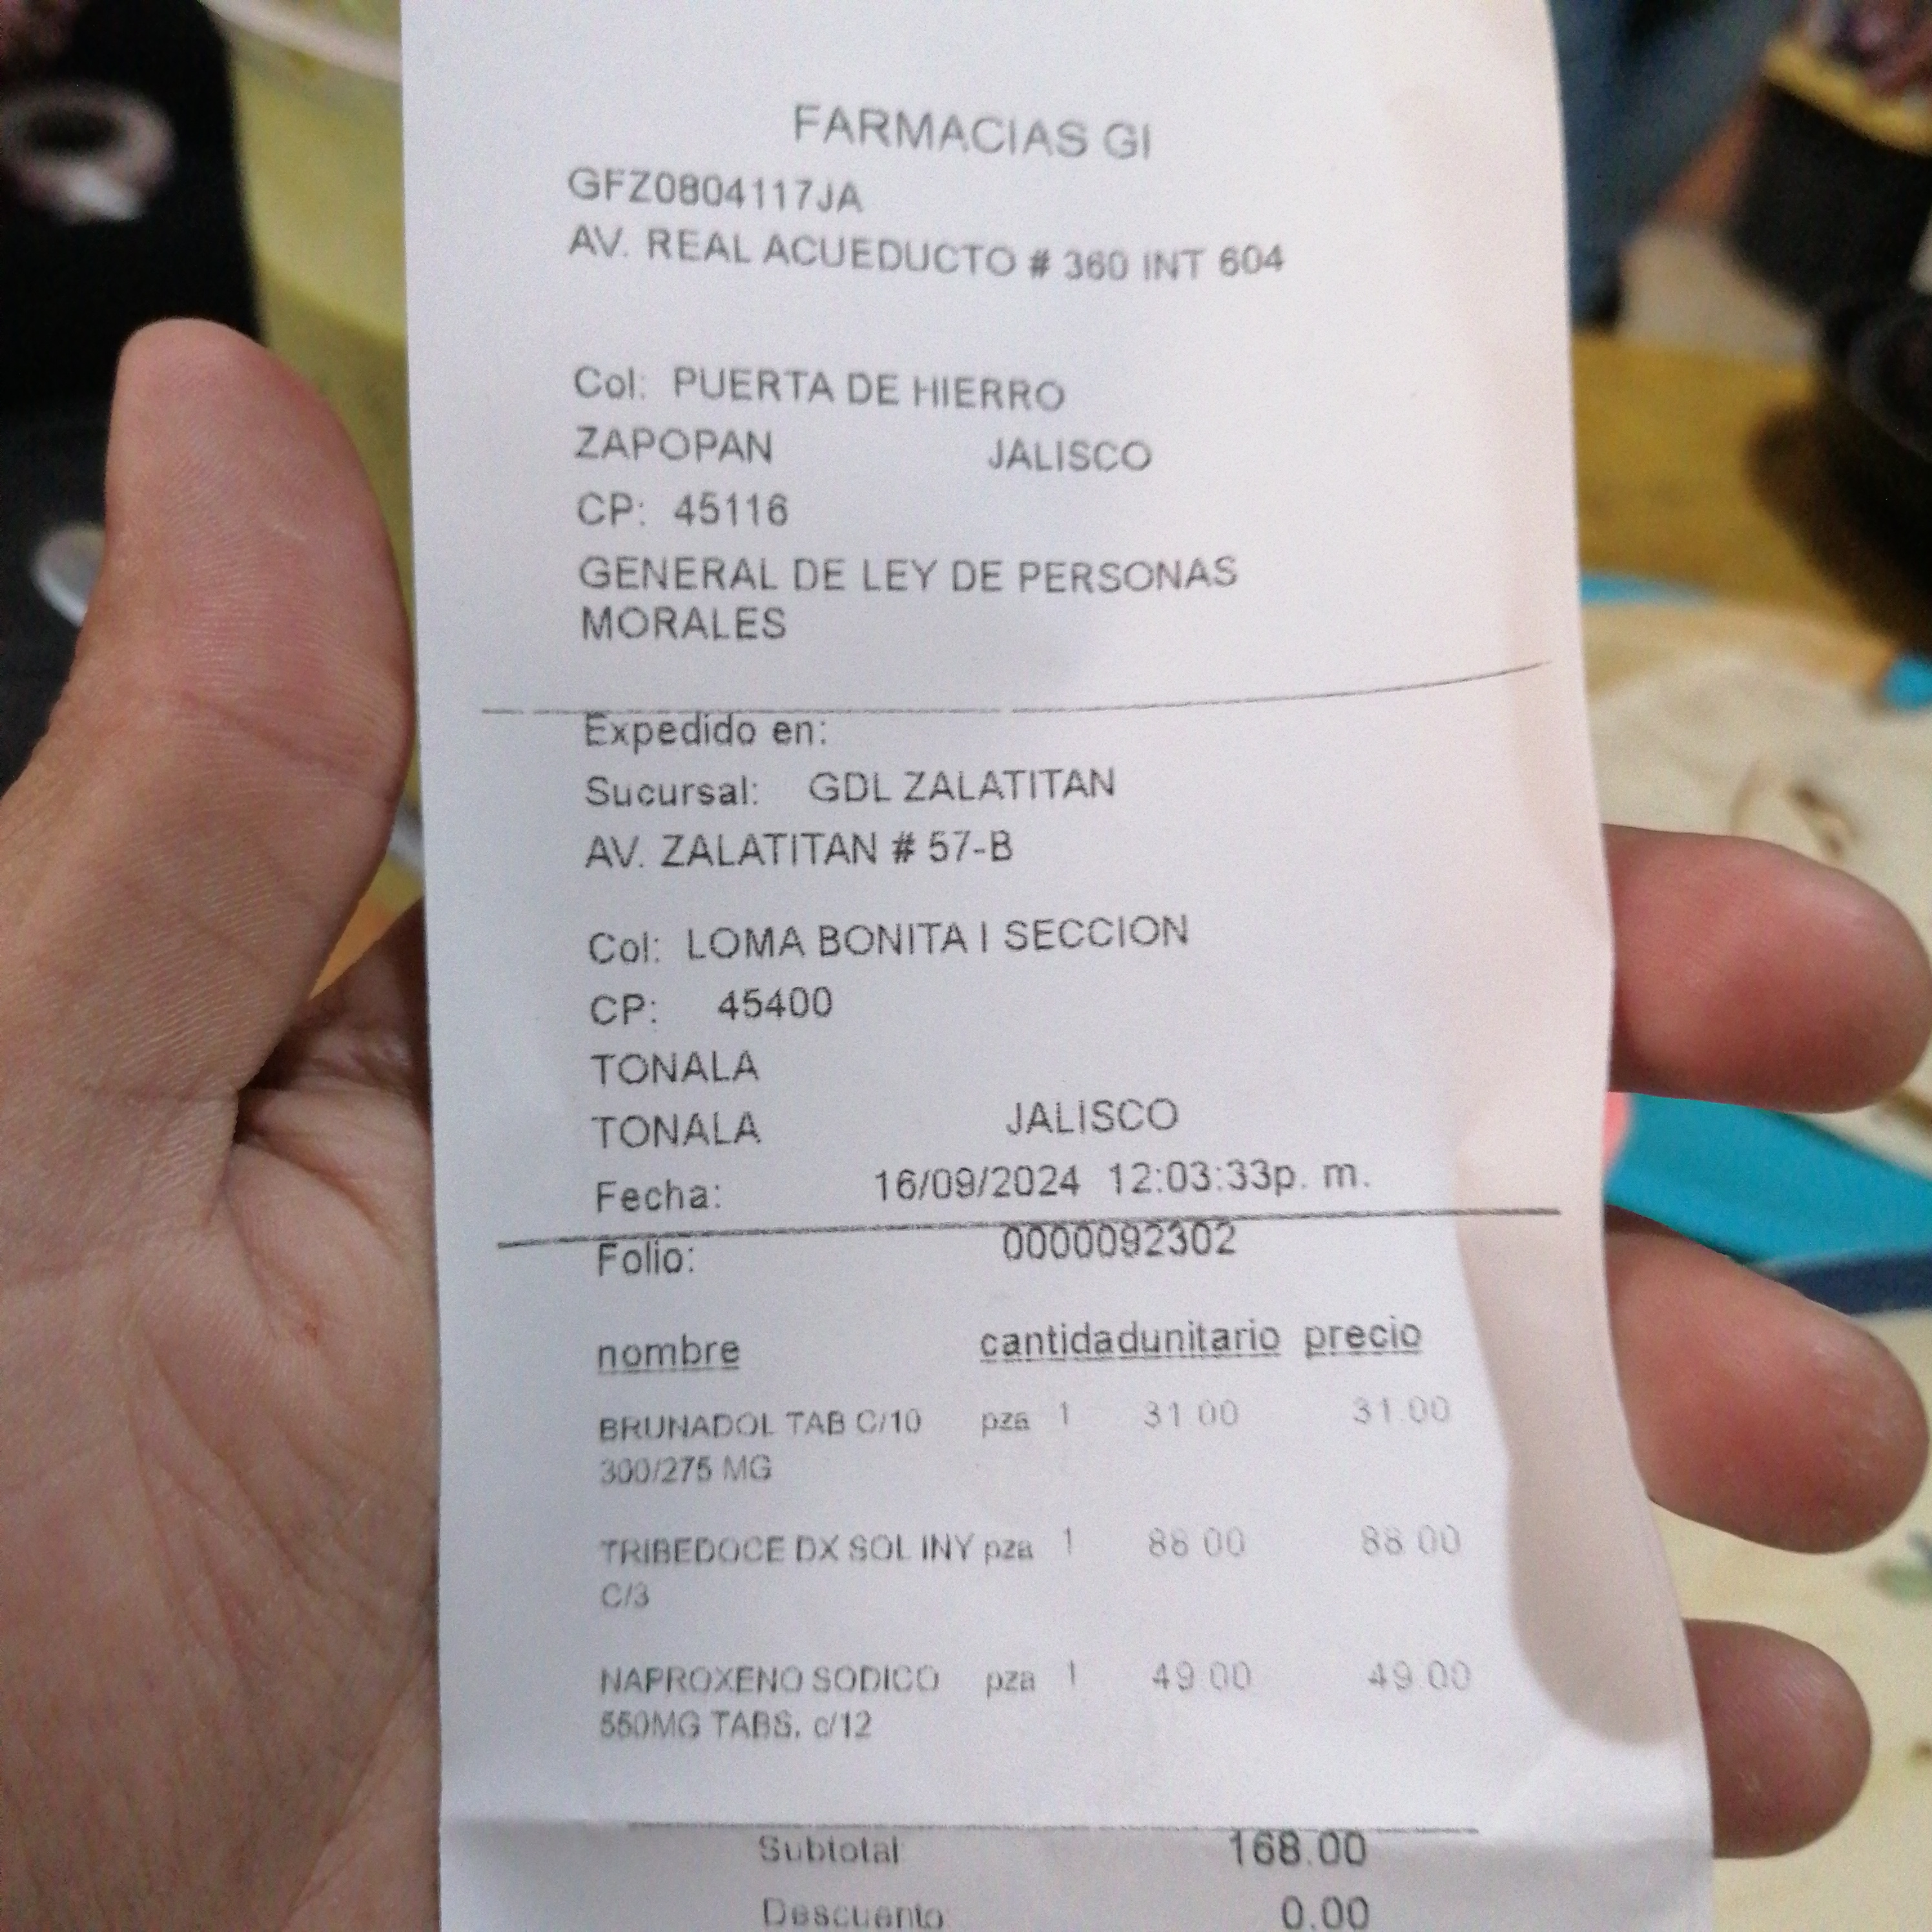 FARMACIAS GI
GFZ0804117JA
AV. REAL ACUEDUCTO # 360 INT 604
Col: PUERTA DE HIERRO
ZAPOPAN JALISCO
CP: 45116
GENERAL DE LEY DE PERSONAS
MORALES
Expedido en:
Sucursal: GDL ZALATITAN
AV. ZALATITAN # 57-B
Col: LOMA BONITA I SECCION
CP: 45400
TONALA
TONALA JALISCO
Fecha: 16/09/2024 12:03:33p. m.
Folio: 0000092302
nombre cantidadunitario precio
BRUNADOL TAB C/10 pza 1 31.00 31.00
300/275 MG
TRIBEDOCE DX SOL INY pza 1 88.00 88.00
C/3
NAPROXENO SODICO pza 1 49.00 49.00
550MG TABS. c/12
Subtotal 168.00
Descuento 0.00